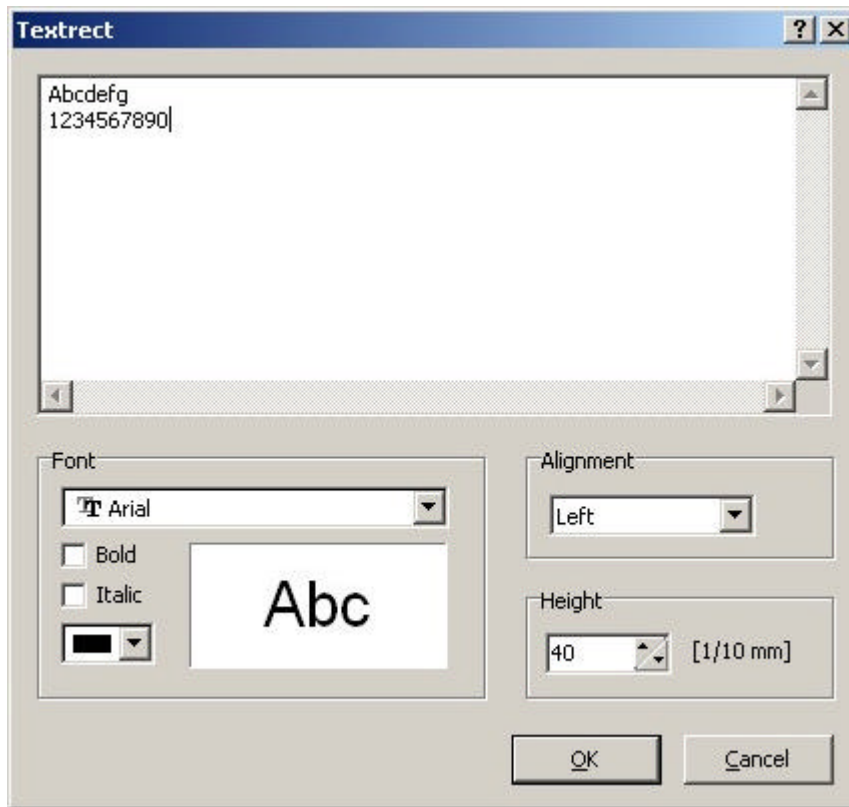 Textrect
Abcdefg
1234567890
Font
Arial
Bold
Italic
Abc
Alignment
Left
Height
40 [1/10 mm]
OK Cancel